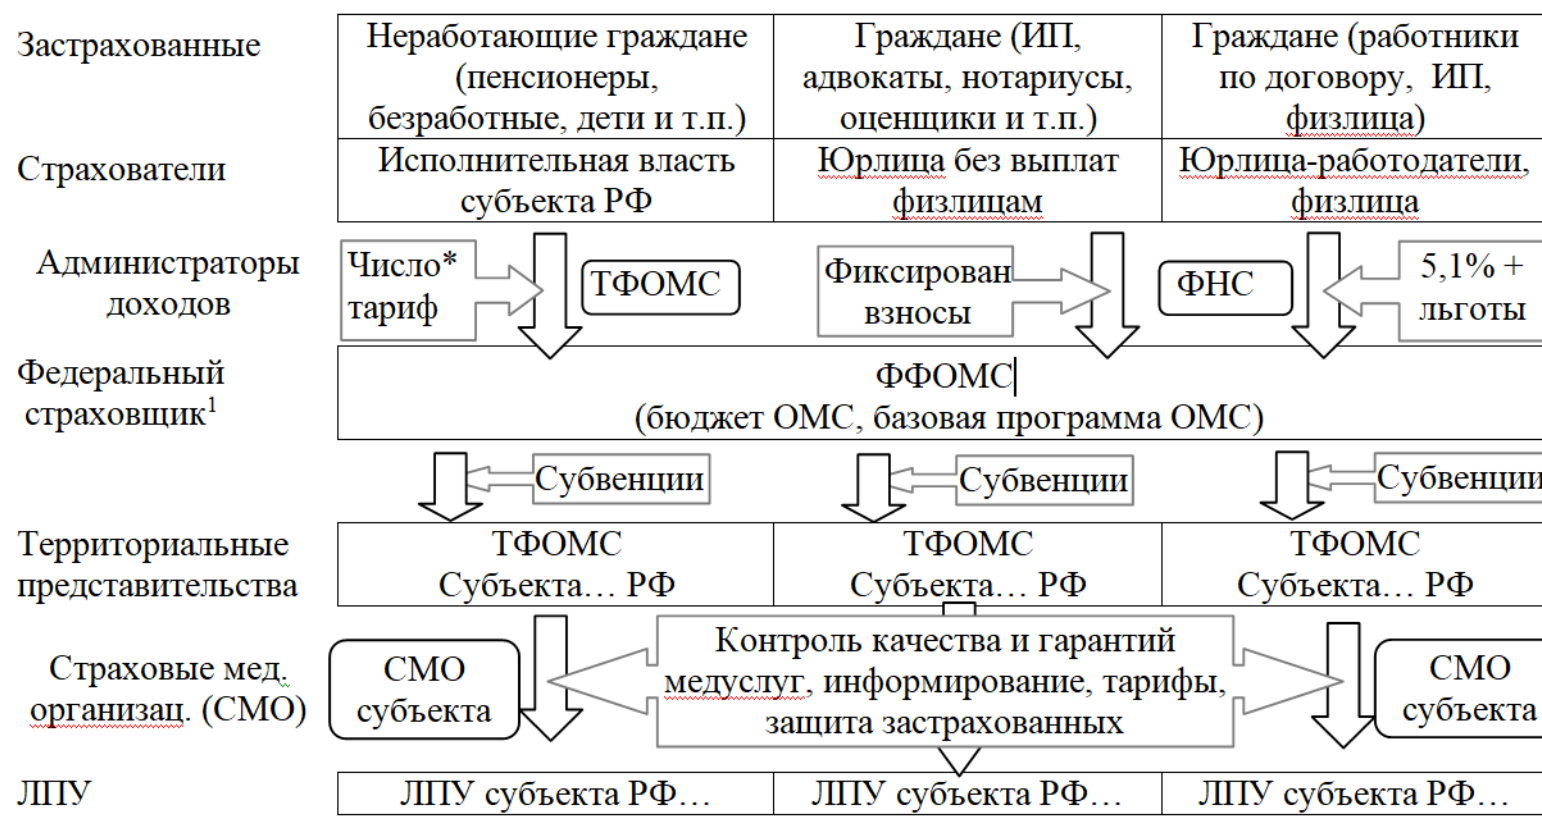 Застрахованные
Неработающие граждане
(пенсионеры,
безработные, дети и т.п.)
Граждане (ИП,
адвокаты, нотариусы,
оценщики и т.п.)
Граждане (работники
по договору, ИП,
физлица)
Страхователи
Исполнительная власть
субъекта РФ
Юрлица без выплат
физлицам
Юрлица-работодатели,
физлица
Администраторы
доходов
Число*
тариф
ТФОМС
Фиксирован
взносы
ФНС
5,1% +
льготы
Федеральный
страховщик¹
ФФОМС
(бюджет ОМС, базовая программа ОМС)
Субвенции
Субвенции
Субвенции
Территориальные
представительства
ТФОМС
Субъекта… РФ
ТФОМС
Субъекта… РФ
ТФОМС
Субъекта… РФ
Страховые мед.
организац. (СМО)
СМО
субъекта
Контроль качества и гарантий
медуслуг, информирование, тарифы,
защита застрахованных
СМО
субъекта
ЛПУ
ЛПУ субъекта РФ…
ЛПУ субъекта РФ…
ЛПУ субъекта РФ…